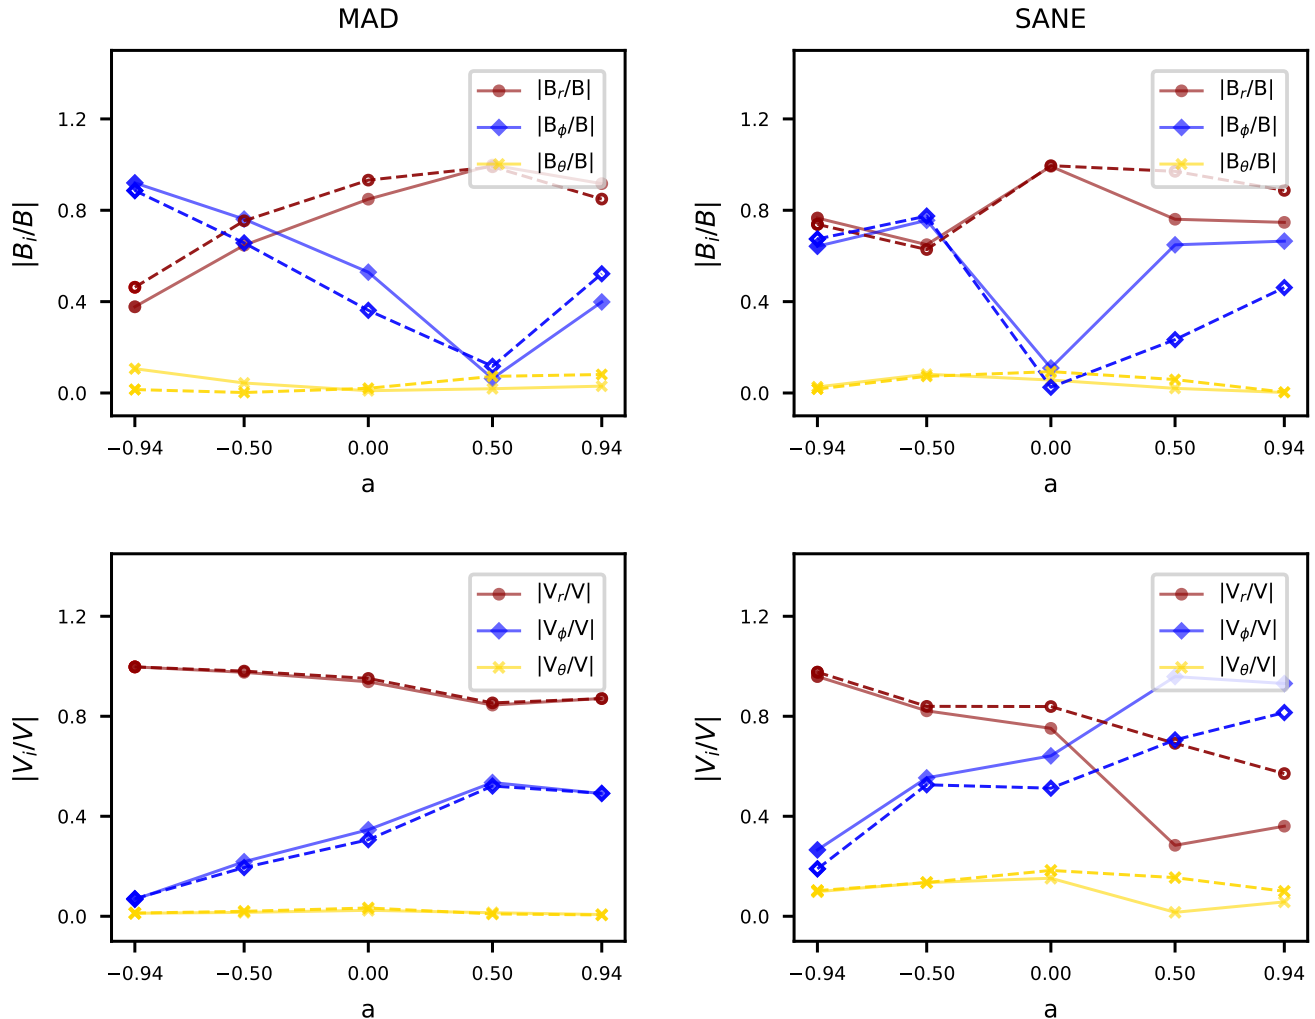 MAD
|B_r/B|
|B_ϕ/B|
|B_θ/B|
1.2
0.8
0.4
0.0
|B_i/B|
−0.94
−0.50
0.00
0.50
0.94
a
SANE
|B_r/B|
|B_ϕ/B|
|B_θ/B|
1.2
0.8
0.4
0.0
|B_i/B|
−0.94
−0.50
0.00
0.50
0.94
a
|V_r/V|
|V_ϕ/V|
|V_θ/V|
1.2
0.8
0.4
0.0
|V_i/V|
−0.94
−0.50
0.00
0.50
0.94
a
|V_r/V|
|V_ϕ/V|
|V_θ/V|
1.2
0.8
0.4
0.0
|V_i/V|
−0.94
−0.50
0.00
0.50
0.94
a